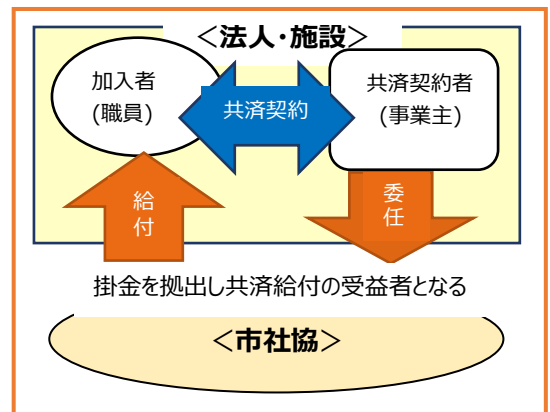 ＜法人・施設＞
加入者
(職員)
共済契約
共済契約者
(事業主)
給付
委任
掛金を拠出し共済給付の受益者となる
＜市社協＞